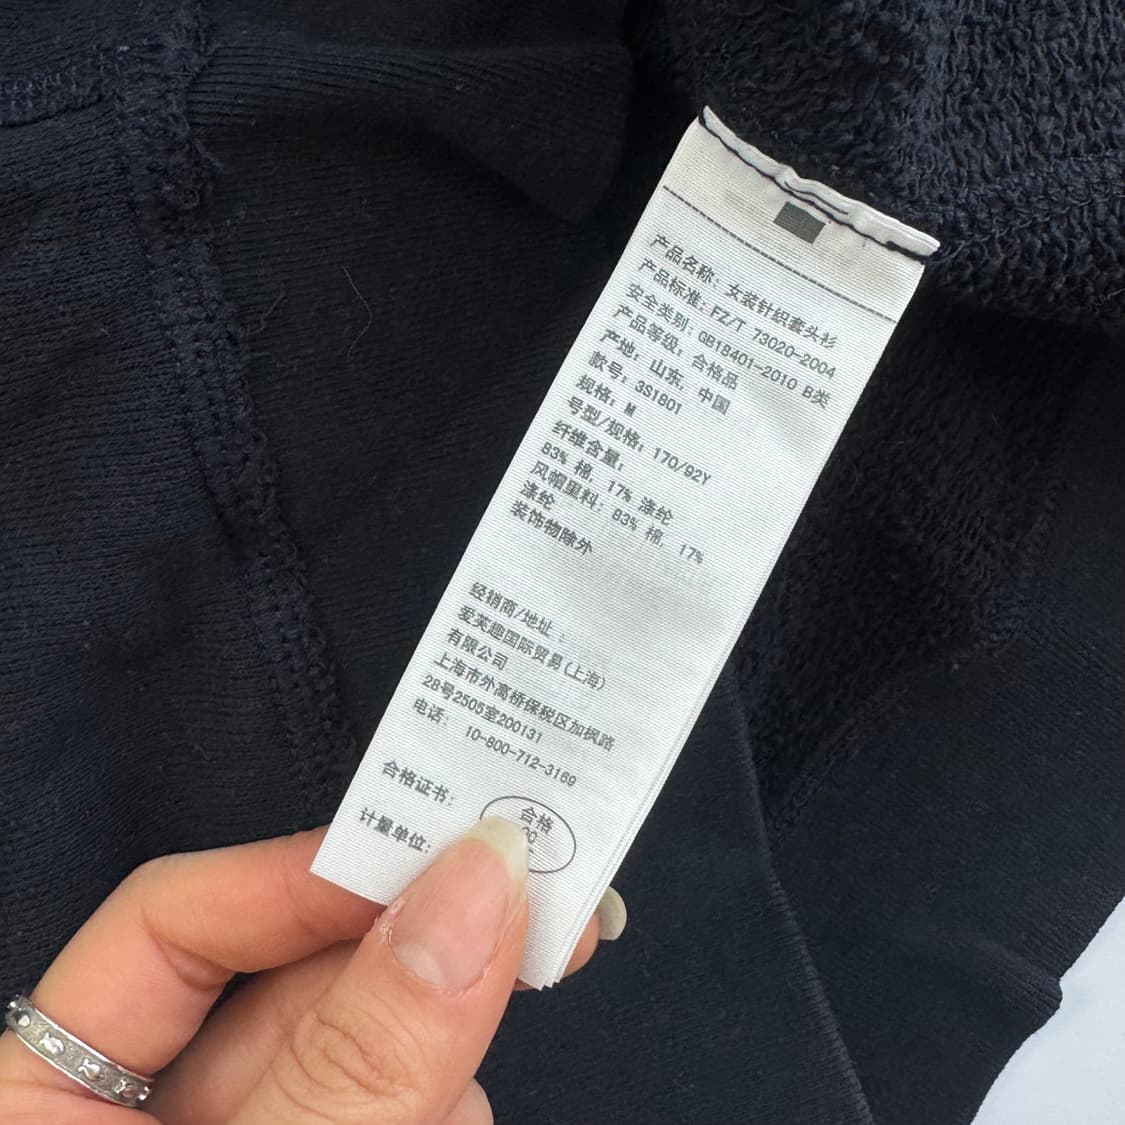 产品名称: 女装针织套头衫
产品标准: FZ/T 73020-2004
安全类别: GB18401-2010 B类
产品等级: 合格品
产地: 山东, 中国
款号: 3S1801
规格: M
号型/规格: 170/92Y
纤维含量:
83% 棉, 17% 涤纶
风帽里料: 83% 棉, 17%
涤纶
装饰物除外
经销商/地址:
爱芙趣国际贸易(上海)
有限公司
上海市外高桥保税区加枫路
28号2505室200131
电话: 10-800-712-3169
合格证书: 合格
计量单位: